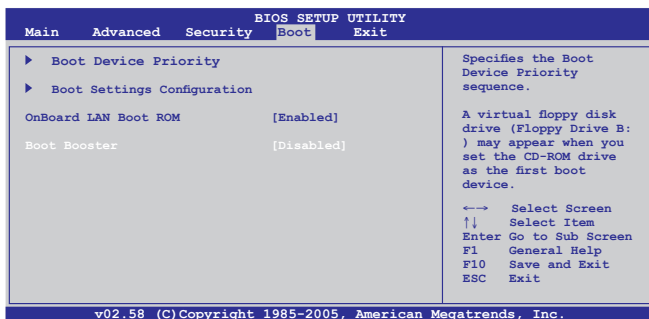 BIOS SETUP UTILITY
Main Advanced Security Boot Exit
Boot Device Priority
Boot Settings Configuration
OnBoard LAN Boot ROM [Enabled]
Boot Booster [Disabled]
Specifies the Boot
Device Priority
sequence.
A virtual floppy disk
drive (Floppy Drive B:
) may appear when you
set the CD-ROM drive
as the first boot
device.
←→ Select Screen
↑↓ Select Item
Enter Go to Sub Screen
F1 General Help
F10 Save and Exit
ESC Exit
v02.58 (C)Copyright 1985-2005, American Megatrends, Inc.